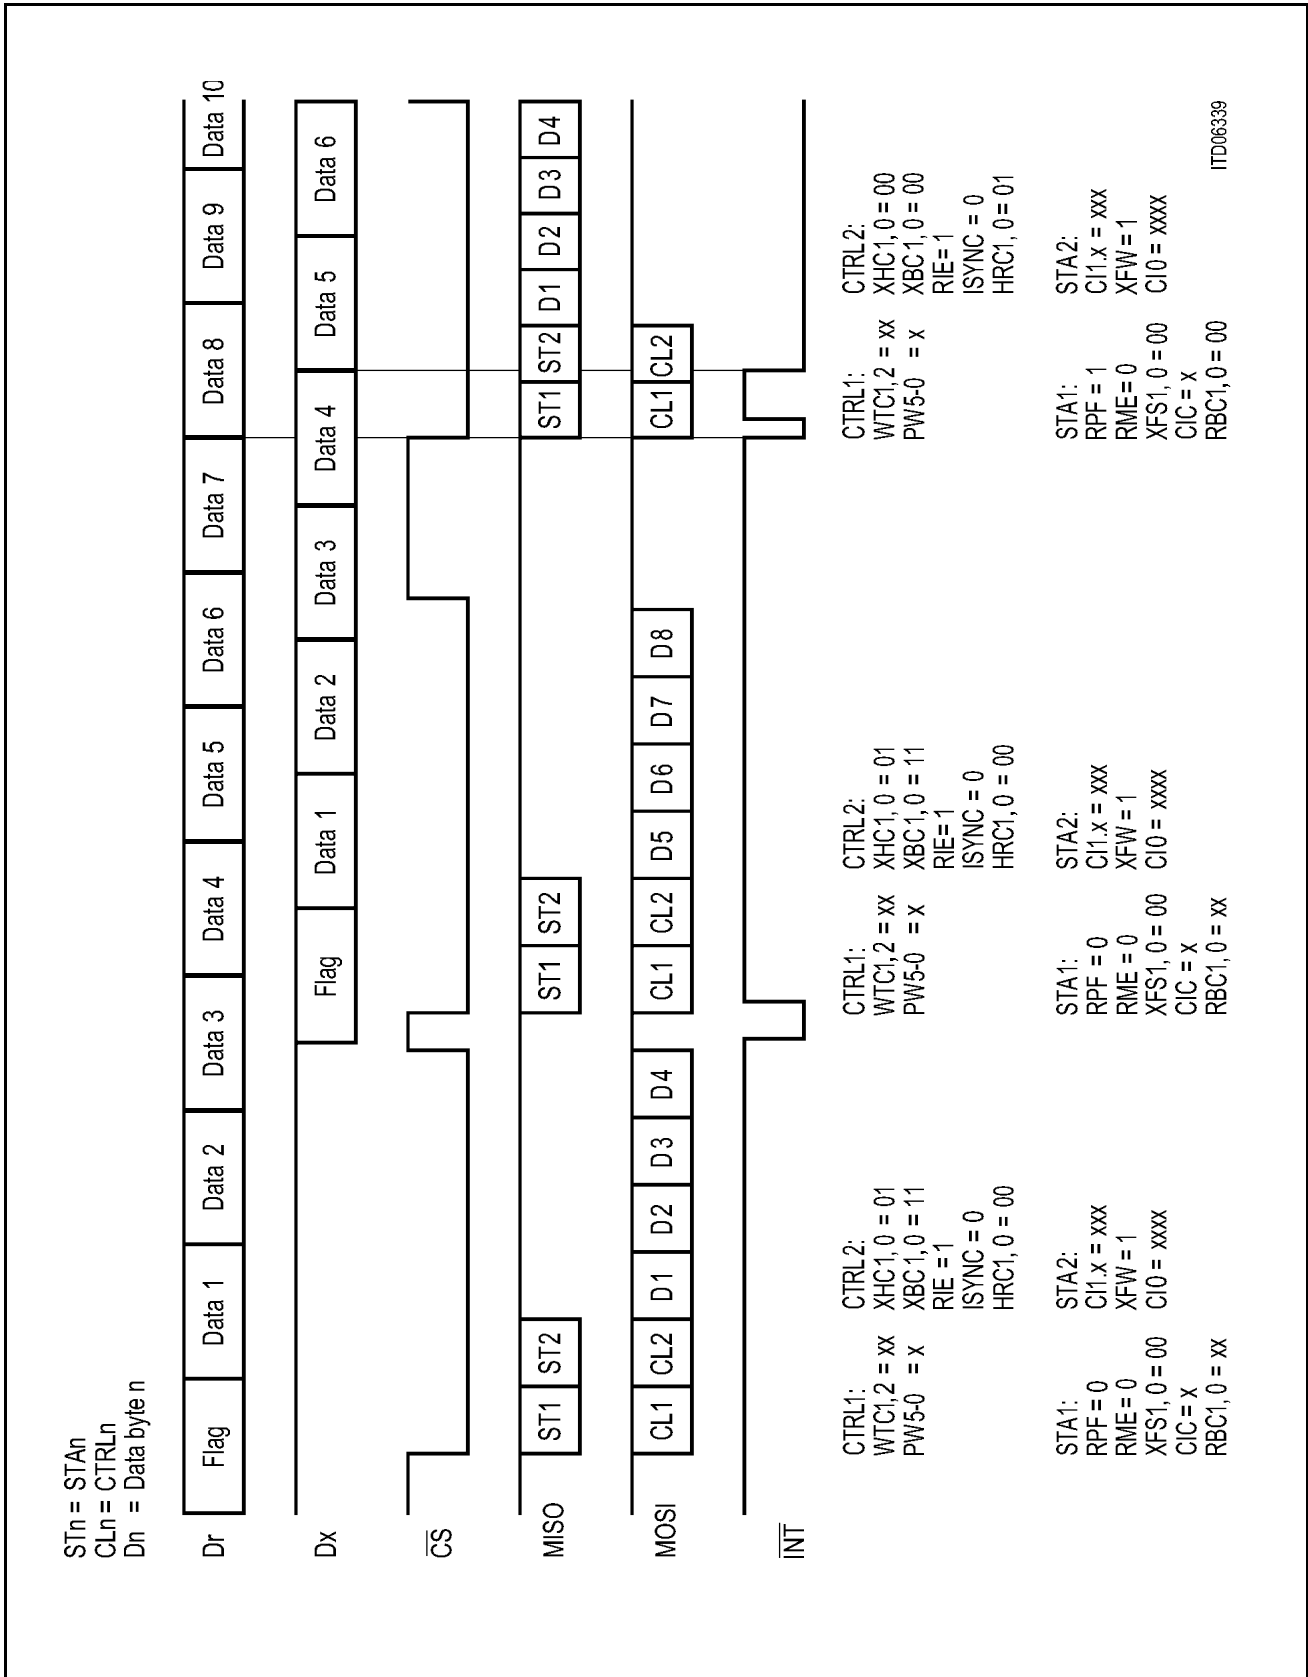 STn = STAn
CLn = CTRLn
Dn = Data byte n
Dr
Flag
Data 1
Data 2
Data 3
Data 4
Data 5
Data 6
Data 7
Data 8
Data 9
Data 10
Dx
Flag
Data 1
Data 2
Data 3
Data 4
Data 5
Data 6
CS
MISO
ST1
ST2
ST1
ST2
ST1
ST2
D1
D2
D3
D4
MOSI
CL1
CL2
D1
D2
D3
D4
CL1
CL2
D5
D6
D7
D8
CL1
CL2
INT
CTRL1:
WTC1, 2 = xx
PW5-0 = x
CTRL2:
XHC1, 0 = 01
XBC1, 0 = 11
RIE = 1
ISYNC = 0
HRC1, 0 = 00
CTRL1:
WTC1, 2 = xx
PW5-0 = x
CTRL2:
XHC1, 0 = 01
XBC1, 0 = 11
RIE= 1
ISYNC = 0
HRC1, 0 = 00
CTRL1:
WTC1, 2 = xx
PW5-0 = x
CTRL2:
XHC1, 0 = 00
XBC1, 0 = 00
RIE= 1
ISYNC = 0
HRC1, 0 = 01
STA1:
RPF = 0
RME = 0
XFS1, 0 = 00
CIC = x
RBC1, 0 = xx
STA2:
CI1.x = xxx
XFW = 1
CI0 = xxxx
STA1:
RPF = 0
RME = 0
XFS1, 0 = 00
CIC = x
RBC1, 0 = xx
STA2:
CI1.x = xxx
XFW = 1
CI0 = xxxx
STA1:
RPF = 1
RME = 0
XFS1, 0 = 00
CIC = x
RBC1, 0 = 00
STA2:
CI1.x = xxx
XFW = 1
CI0 = xxxx
ITD06339